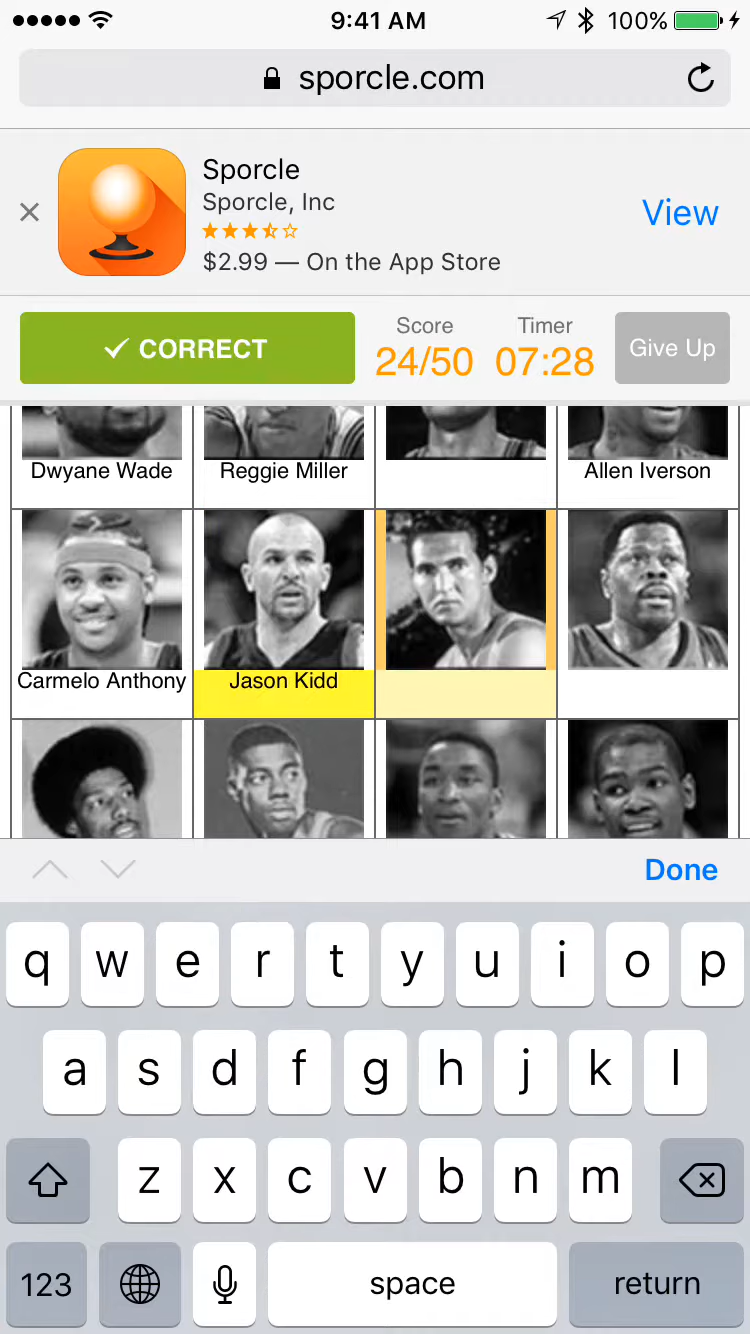 9:41 AM
100%
sporcle.com
Sporcle
Sporcle, Inc
View
$2.99 — On the App Store
CORRECT
Score
Timer
24/50
07:28
Give Up
Dwyane Wade
Reggie Miller
Allen Iverson
Carmelo Anthony
Jason Kidd
Done
q w e r t y u i o p
a s d f g h j k l
z x c v b n m
123
space
return